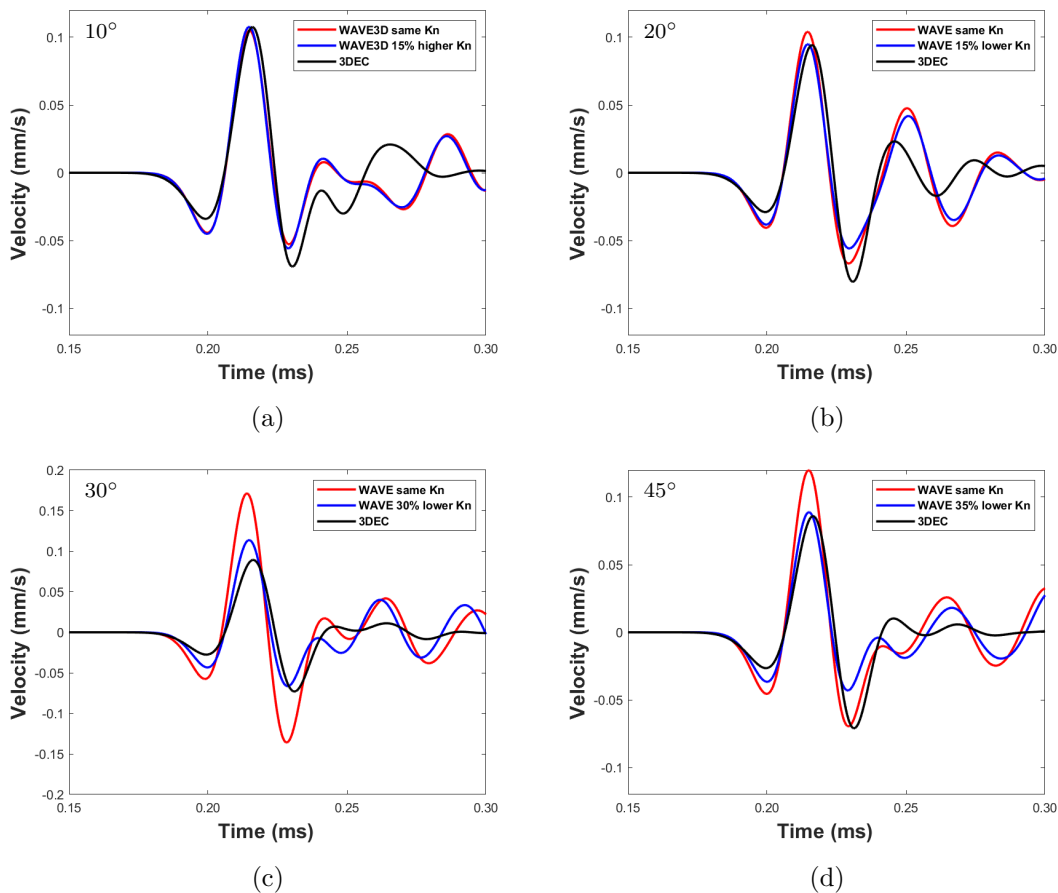 10°
WAVE3D same Kn
WAVE3D 15% higher Kn
3DEC
0.1
0.05
0
-0.05
-0.1
Velocity (mm/s)
0.15
0.20
0.25
0.30
Time (ms)
(a)
20°
WAVE same Kn
WAVE 15% lower Kn
3DEC
0.1
0.05
0
-0.05
-0.1
Velocity (mm/s)
0.15
0.20
0.25
0.30
Time (ms)
(b)
30°
WAVE same Kn
WAVE 30% lower Kn
3DEC
0.2
0.15
0.1
0.05
0
-0.05
-0.1
-0.15
-0.2
Velocity (mm/s)
0.15
0.20
0.25
0.30
Time (ms)
(c)
45°
WAVE same Kn
WAVE 35% lower Kn
3DEC
0.1
0.05
0
-0.05
-0.1
Velocity (mm/s)
0.15
0.20
0.25
0.30
Time (ms)
(d)